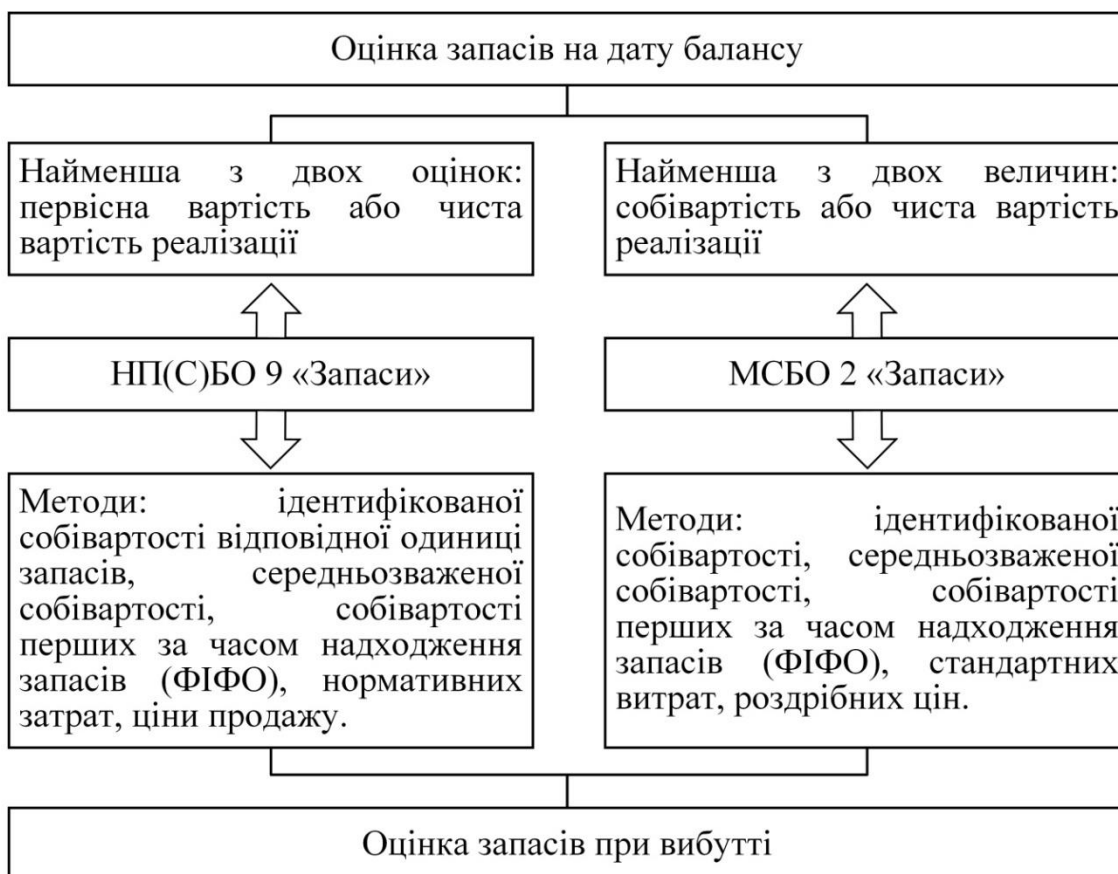 Оцінка запасів на дату балансу
Найменша з двох оцінок:
первісна вартість або чиста
вартість реалізації
Найменша з двох величин:
собівартість або чиста вартість
реалізації
НП(С)БО 9 «Запаси»
МСБО 2 «Запаси»
Методи: ідентифікованої
собівартості відповідної одиниці
запасів, середньозваженої
собівартості, собівартості
перших за часом надходження
запасів (ФІФО), нормативних
затрат, ціни продажу.
Методи: ідентифікованої
собівартості, середньозваженої
собівартості, собівартості
перших за часом надходження
запасів (ФІФО), стандартних
витрат, роздрібних цін.
Оцінка запасів при вибутті